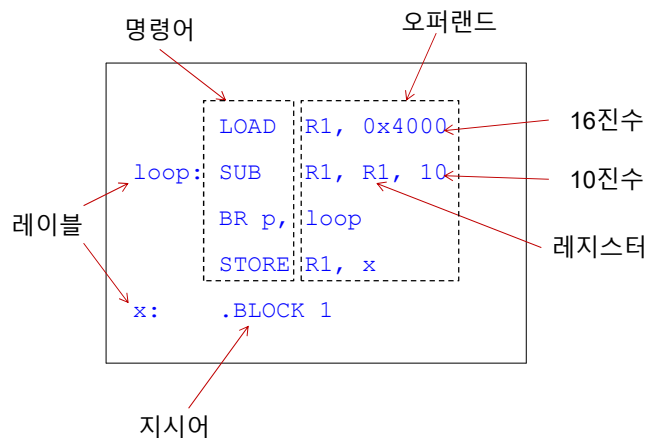 명령어 오퍼랜드
LOAD R1, 0x4000 16진수
loop: SUB R1, R1, 10 10진수
BR p, loop
레이블 레지스터
STORE R1, x
x: .BLOCK 1
지시어